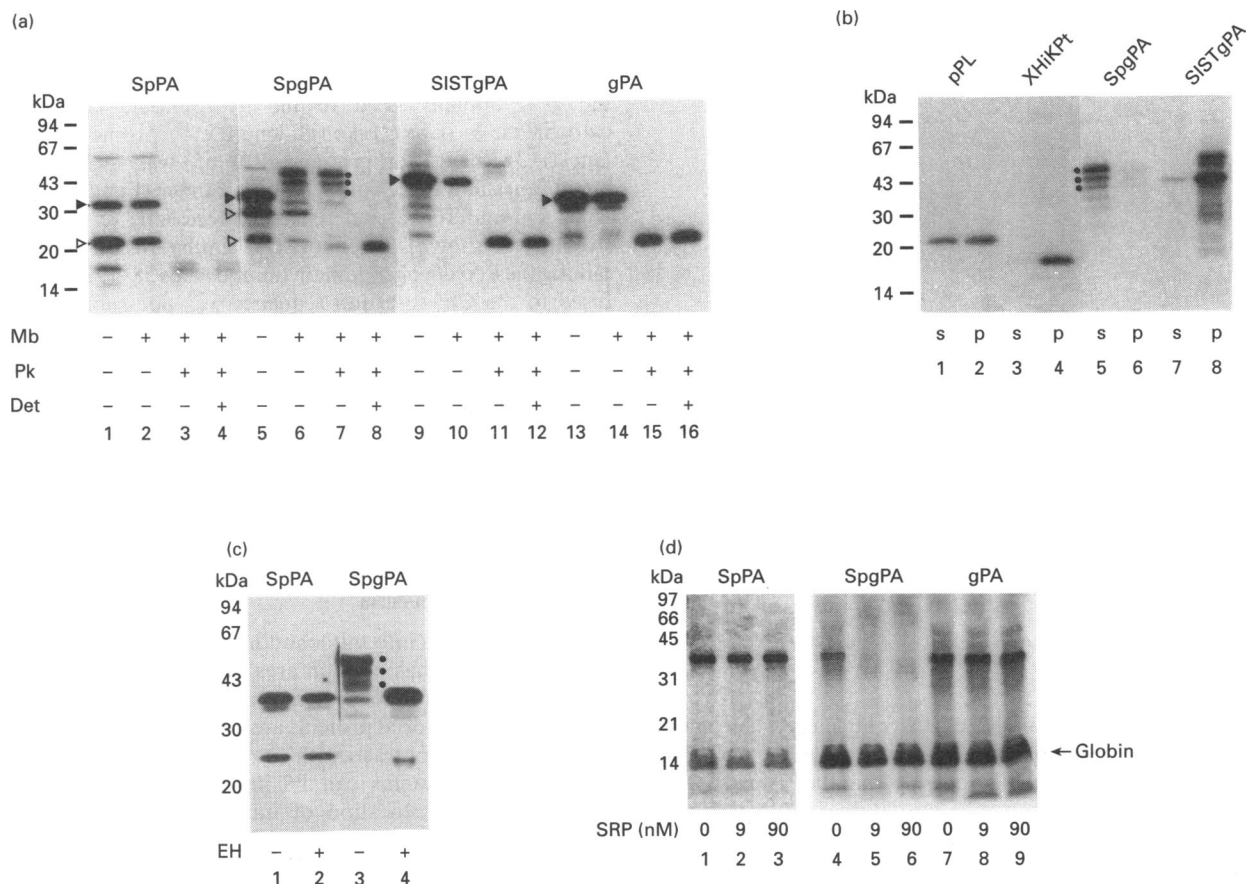 (a)
SpPA SpgPA SISTgPA gPA
kDa
94
67
43
30
20
14
Mb − + + + − + + + − + + + − + + +
Pk − − + + − − + + − − + + − − + +
Det − − − + − − − + − − − + − − − +
1 2 3 4 5 6 7 8 9 10 11 12 13 14 15 16
(b)
pPL XHiKPt SpgPA SISTgPA
kDa
94
67
43
30
20
14
s p s p s p s p
1 2 3 4 5 6 7 8
(c)
SpPA SpgPA
kDa
94
67
43
30
20
EH − + − +
1 2 3 4
(d)
kDa SpPA SpgPA gPA
97
66
45
31
21
14
← Globin
SRP (nM) 0 9 90 0 9 90 0 9 90
1 2 3 4 5 6 7 8 9